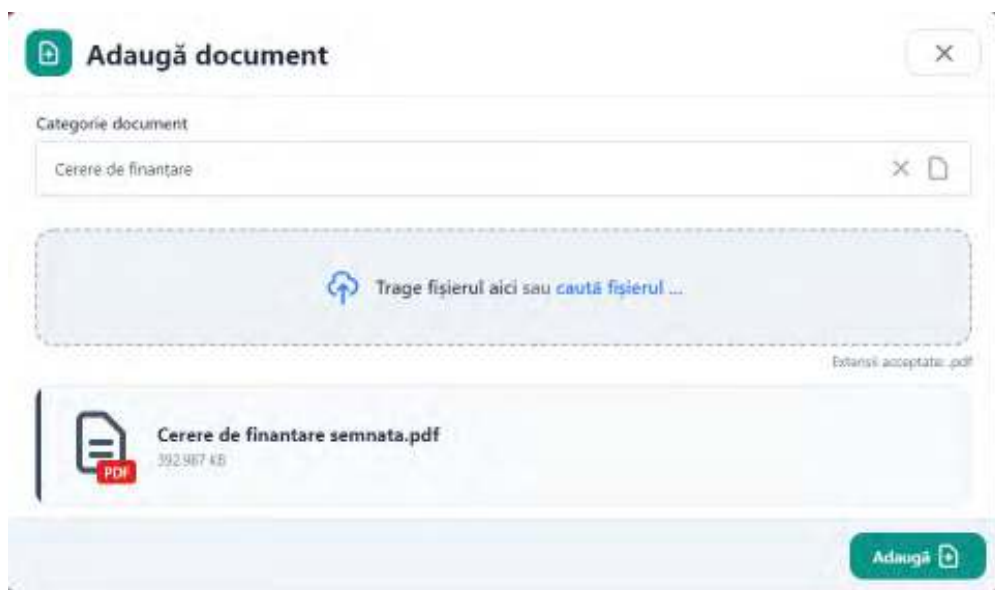 Adaugă document
Categorie document
Cerere de finanțare
Trage fișierul aici sau caută fișierul ...
Extensii acceptate: .pdf
Cerere de finantare semnata.pdf
392.987 KB
PDF
Adaugă